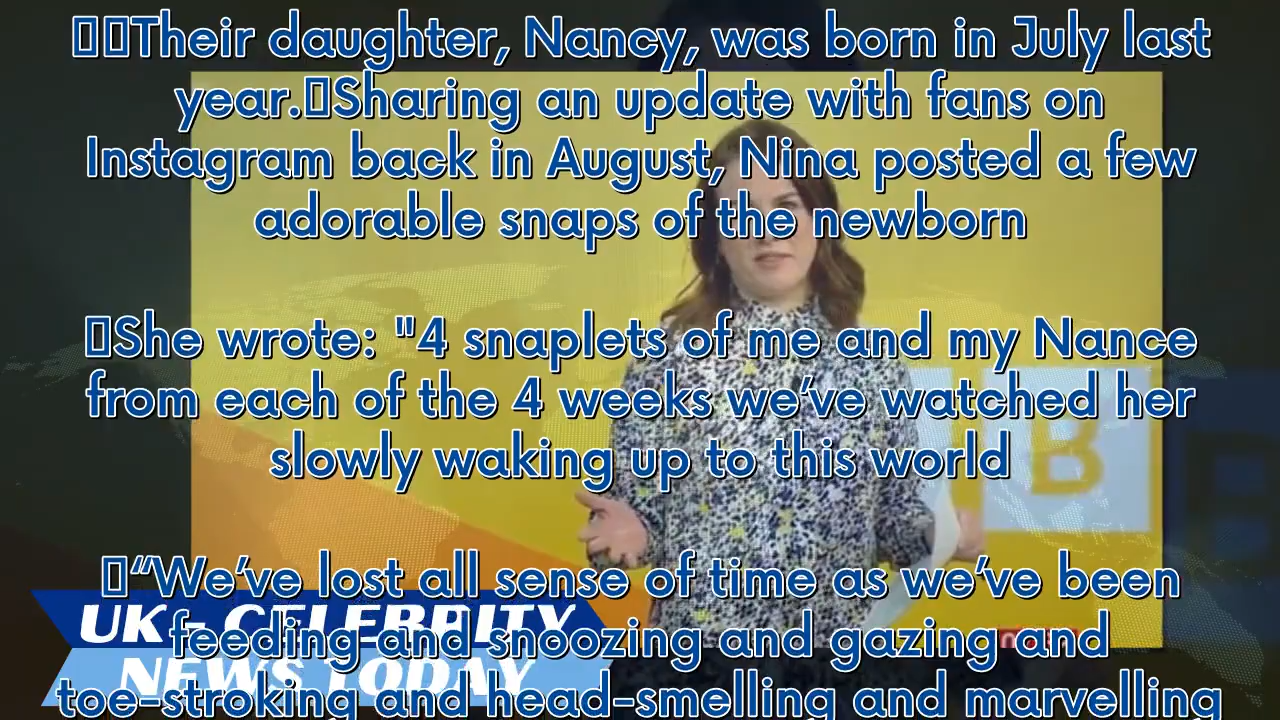 Their daughter, Nancy, was born in July last
year. Sharing an update with fans on
Instagram back in August, Nina posted a few
adorable snaps of the newborn
She wrote: "4 snaplets of me and my Nance
from each of the 4 weeks we’ve watched her
slowly waking up to this world
“We’ve lost all sense of time as we’ve been
feeding and snoozing and gazing and
toe-stroking and head-smelling and marvelling
UK - CELEBRITY
NEWS TODAY
B